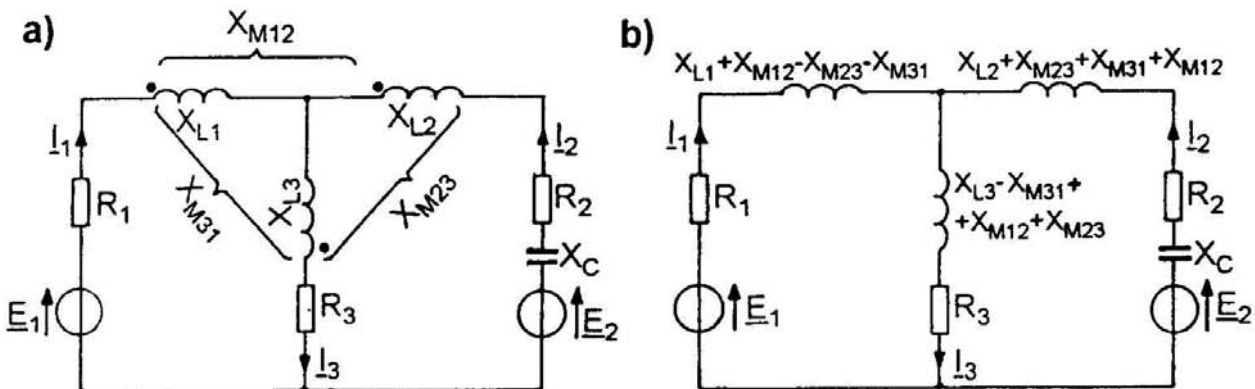 a)
X_M12
X_L1
X_L2
I_1
I_2
R_1
X_M31
X_L3
X_M23
R_2
X_C
E_1
R_3
E_2
I_3
b)
X_L1+X_M12-X_M23-X_M31
X_L2+X_M23+X_M31+X_M12
I_1
I_2
R_1
X_L3-X_M31+
+X_M12+X_M23
R_2
X_C
E_1
R_3
E_2
I_3